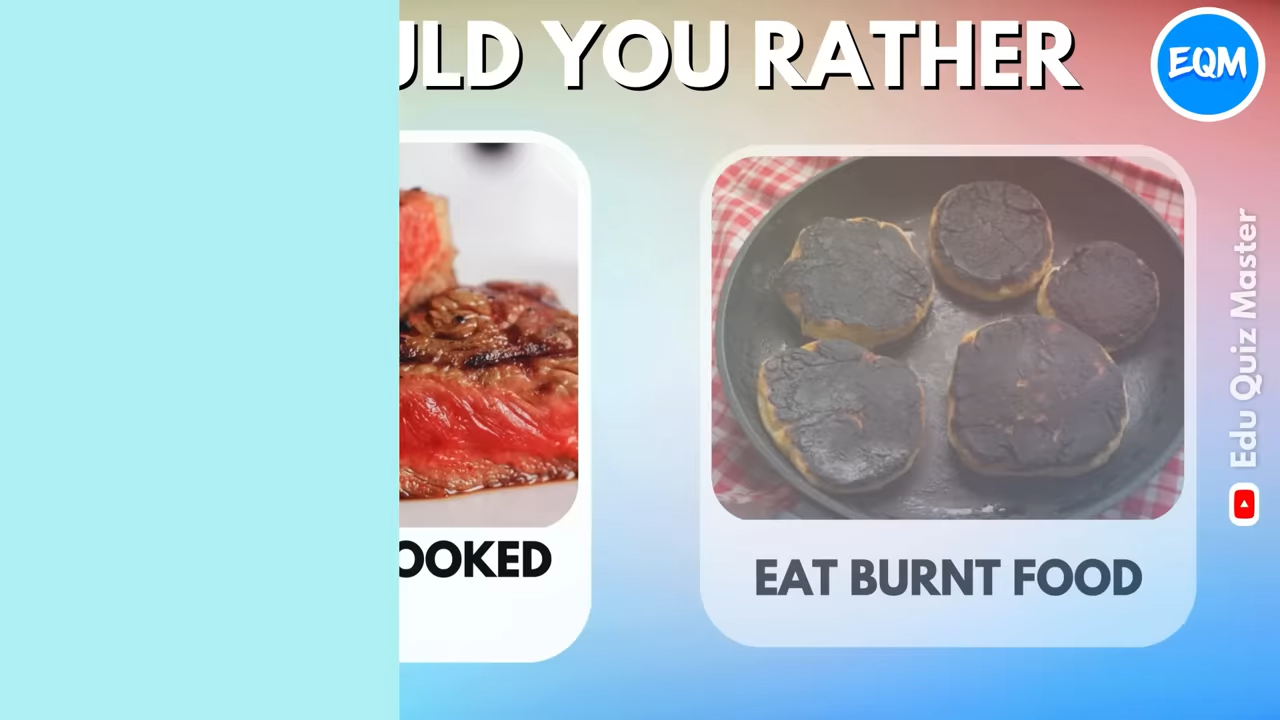 ULD YOU RATHER
EQM
OOKED
EAT BURNT FOOD
Edu Quiz Master